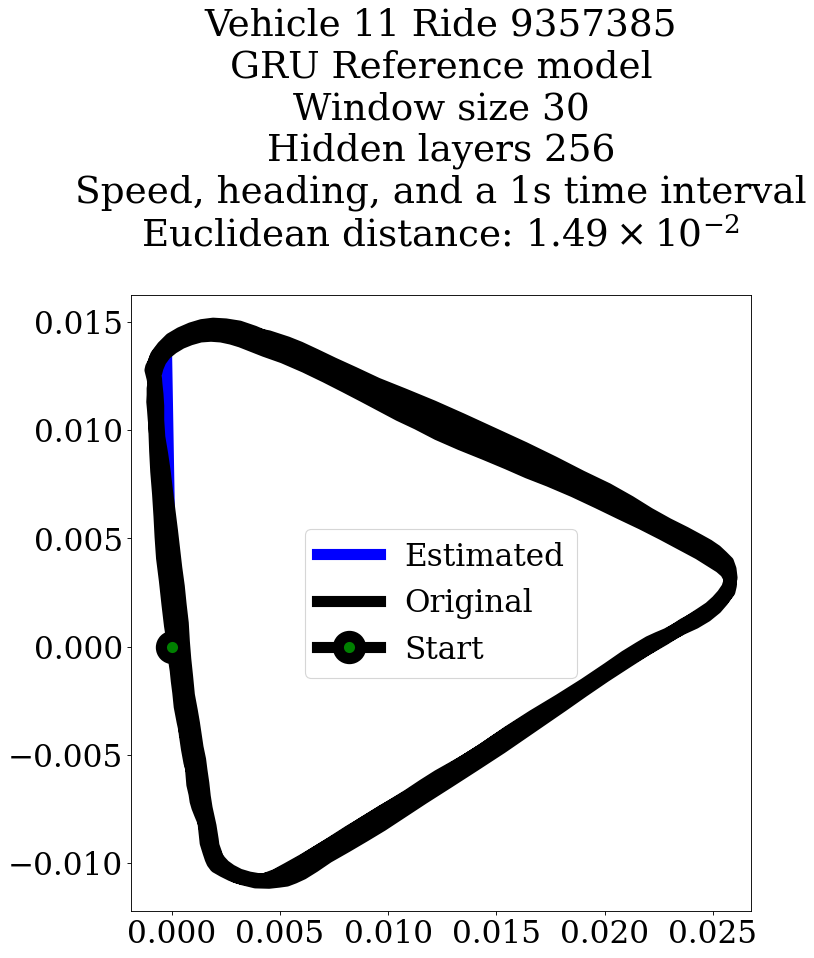 Vehicle 11 Ride 9357385
GRU Reference model
Window size 30
Hidden layers 256
Speed, heading, and a 1s time interval
Euclidean distance: 1.49 × 10⁻²
0.015
0.010
0.005
0.000
−0.005
−0.010
Estimated
Original
Start
0.000 0.005 0.010 0.015 0.020 0.025